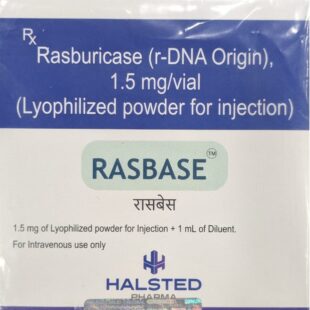 Rx
Rasburicase (r-DNA Origin),
1.5 mg/vial
(Lyophilized powder for injection)
RASBASE™
रासबेस
1.5 mg of Lyophilized powder for Injection + 1 mL of Diluent.
For Intravenous use only
HALSTED
PHARMA